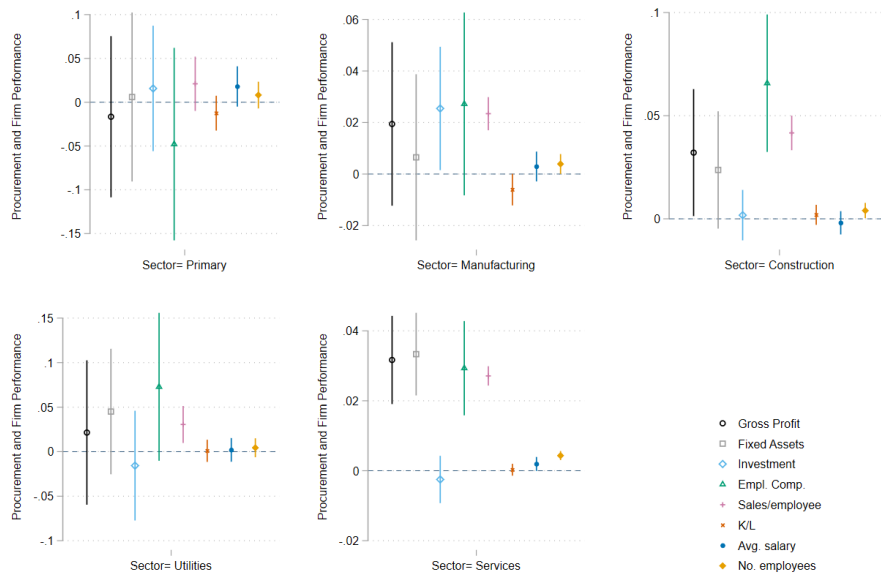 Procurement and Firm Performance
.1
.05
0
-.05
-.1
-.15
Sector= Primary
Procurement and Firm Performance
.06
.04
.02
0
-.02
Sector= Manufacturing
Procurement and Firm Performance
.1
.05
0
Sector= Construction
Procurement and Firm Performance
.15
.1
.05
0
-.05
-.1
Sector= Utilities
Procurement and Firm Performance
.04
.02
0
-.02
Sector= Services
Gross Profit
Fixed Assets
Investment
Empl. Comp.
Sales/employee
K/L
Avg. salary
No. employees